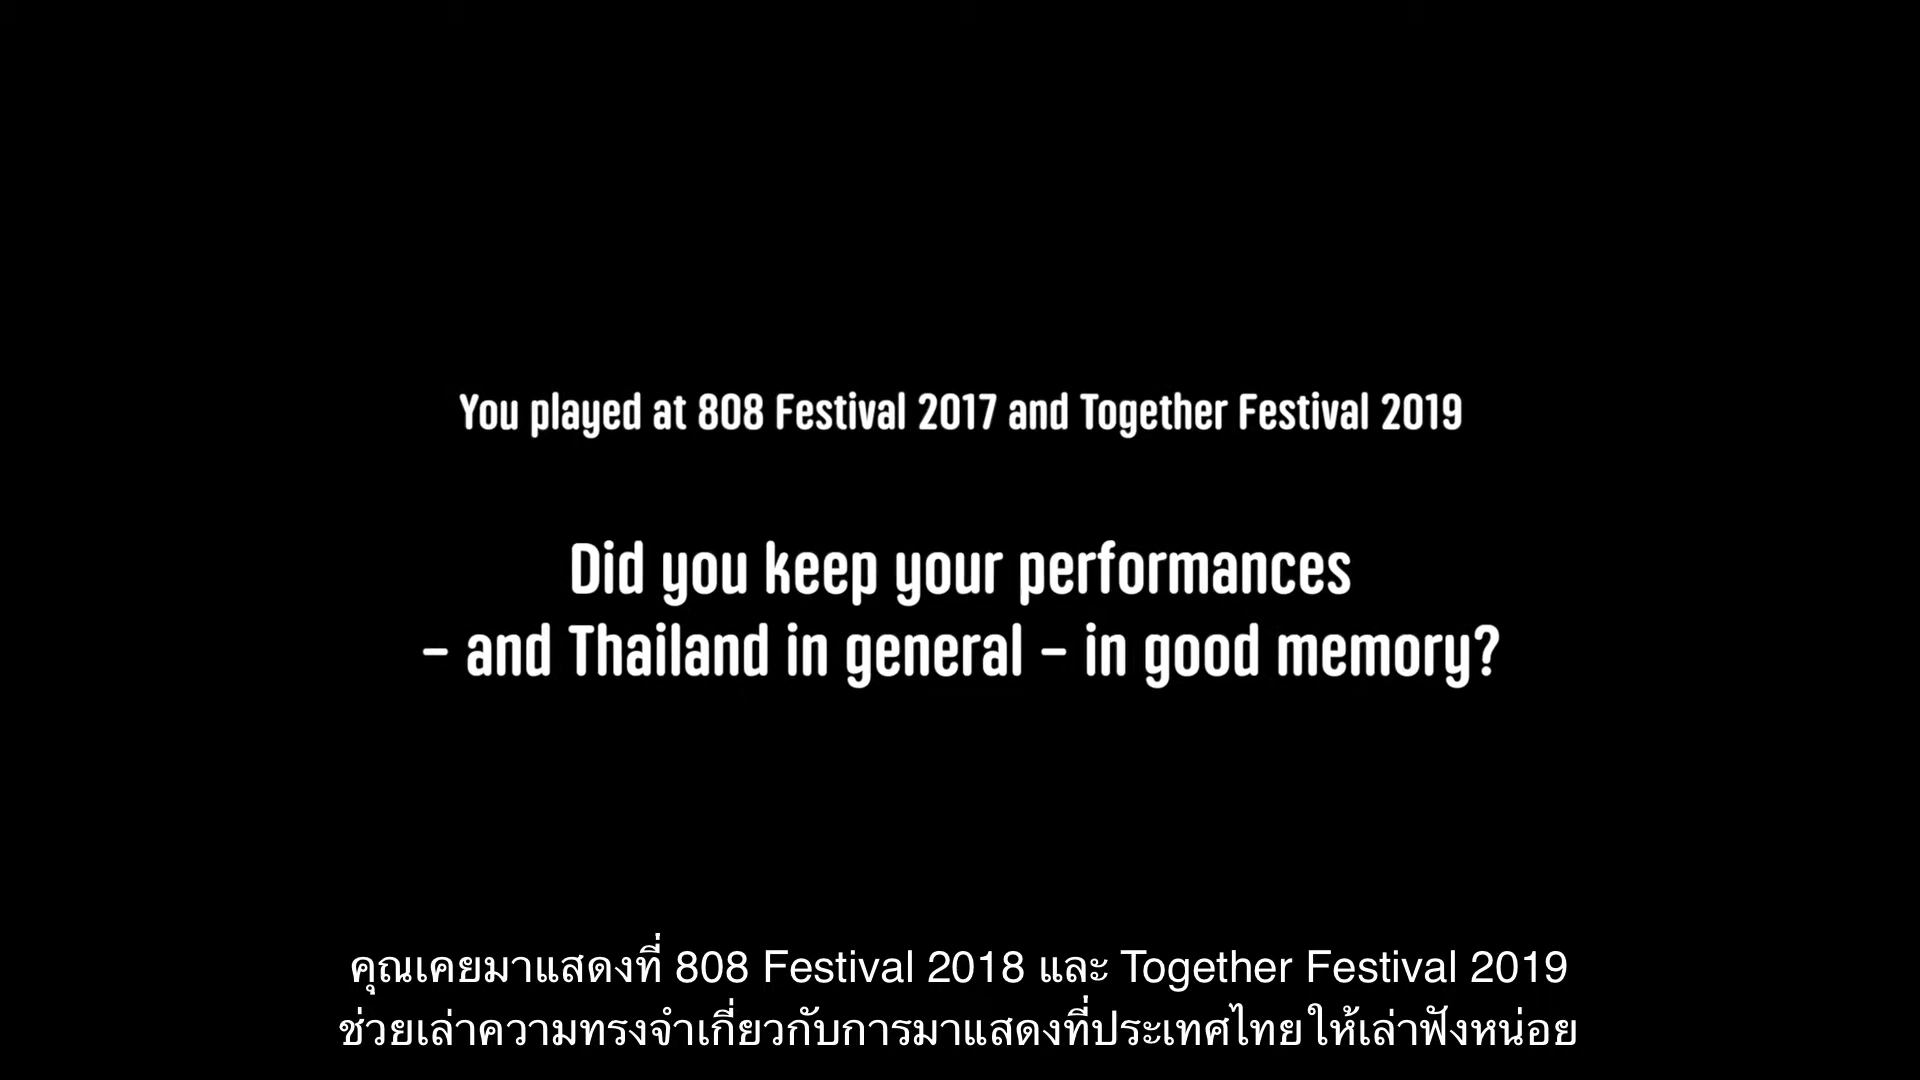 You played at 808 Festival 2017 and Together Festival 2019
Did you keep your performances
– and Thailand in general – in good memory?
คุณเคยมาแสดงที่ 808 Festival 2018 และ Together Festival 2019
ช่วยเล่าความทรงจำเกี่ยวกับการมาแสดงที่ประเทศไทย ให้เล่าฟังหน่อย